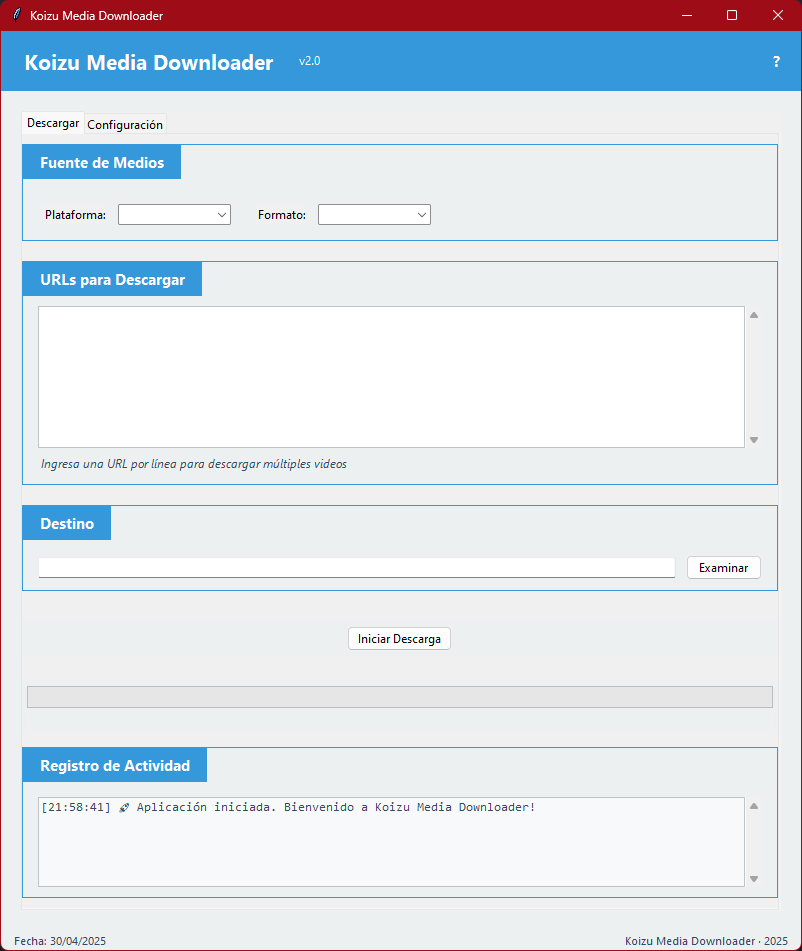 Koizu Media Downloader
Koizu Media Downloader v2.0 ?
Descargar Configuración
Fuente de Medios
Plataforma: Formato:
URLs para Descargar
Ingresa una URL por línea para descargar múltiples videos
Destino
Examinar
Iniciar Descarga
Registro de Actividad
[21:58:41] 🚀 Aplicación iniciada. Bienvenido a Koizu Media Downloader!
Fecha: 30/04/2025 Koizu Media Downloader · 2025